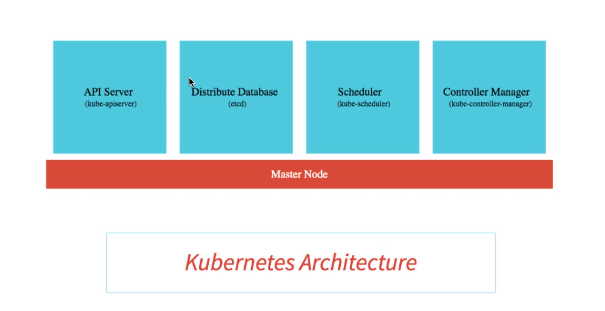 API Server
(kube-apiserver)
Distribute Database
(etcd)
Scheduler
(kube-scheduler)
Controller Manager
(kube-controller-manager)
Master Node
Kubernetes Architecture